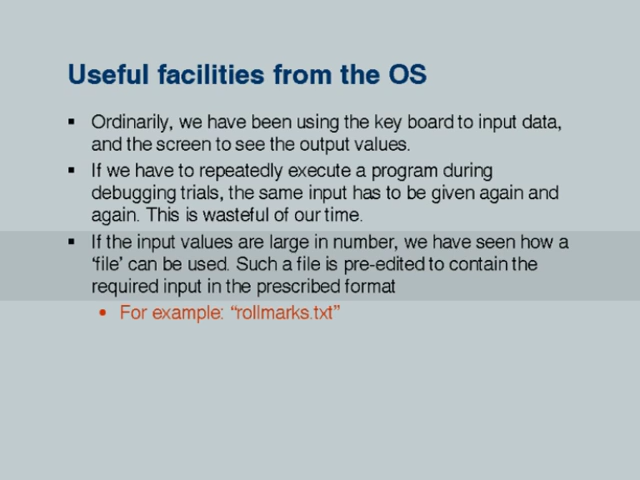 Useful facilities from the OS
▪ Ordinarily, we have been using the key board to input data,
and the screen to see the output values.
▪ If we have to repeatedly execute a program during
debugging trials, the same input has to be given again and
again. This is wasteful of our time.
▪ If the input values are large in number, we have seen how a
‘file’ can be used. Such a file is pre-edited to contain the
required input in the prescribed format
• For example: “rollmarks.txt”